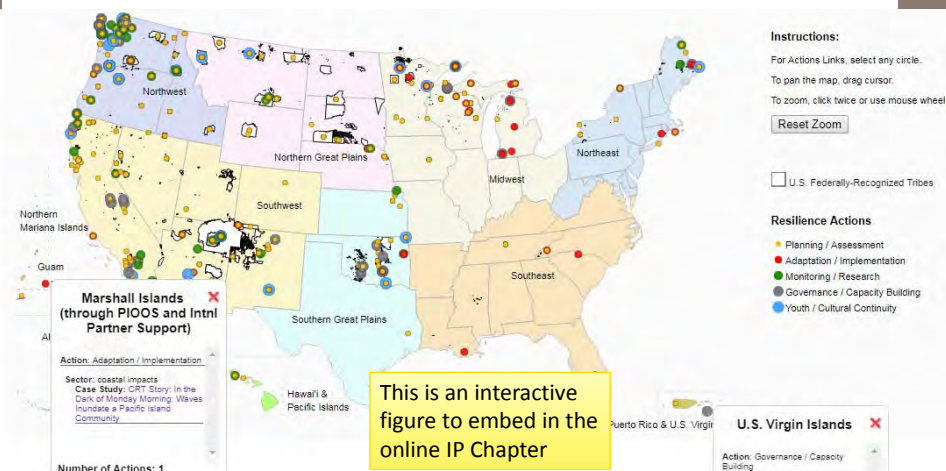 Instructions:
For Actions Links, select any circle.
To pan the map, drag cursor.
To zoom, click twice or use mouse wheel
Reset Zoom
U.S. Federally-Recognized Tribes
Resilience Actions
Planning / Assessment
Adaptation / Implementation
Monitoring / Research
Governance / Capacity Building
Youth / Cultural Continuity
Northwest
Northern Great Plains
Midwest
Northeast
Southwest
Southeast
Southern Great Plains
Northern
Mariana Islands
Guam
Al
Hawai'i &
Pacific Islands
Puerto Rico & U.S. Virgin
Marshall Islands
(through PIOOS and Intnl
Partner Support)
Action: Adaptation / Implementation
Sector: coastal impacts
Case Study: CRT Story: In the
Dark of Monday Morning: Waves
Inundate a Pacific Island
Community
Number of Actions: 1
This is an interactive
figure to embed in the
online IP Chapter
U.S. Virgin Islands
Action: Governance / Capacity
Building